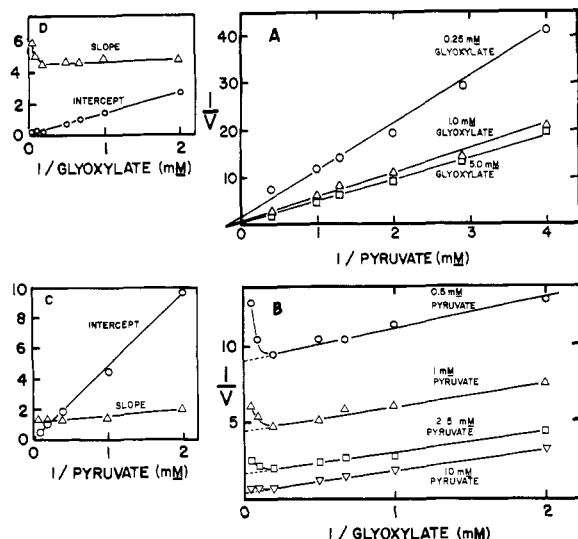 D
6
4
2
0
SLOPE
INTERCEPT
0
1
2
1/GLYOXYLATE (mM)
A
1
V
40
30
20
10
0.25 mM
GLYOXYLATE
1.0 mM
GLYOXYLATE
5.0 mM
GLYOXYLATE
0
1
2
3
4
1/PYRUVATE (mM)
C
10
8
6
4
2
0
INTERCEPT
SLOPE
0
1
2
1/PYRUVATE (mM)
B
1
V
10
5
0.5 mM
PYRUVATE
1 mM
PYRUVATE
2.5 mM
PYRUVATE
10 mM
PYRUVATE
0
1
2
1/GLYOXYLATE (mM)